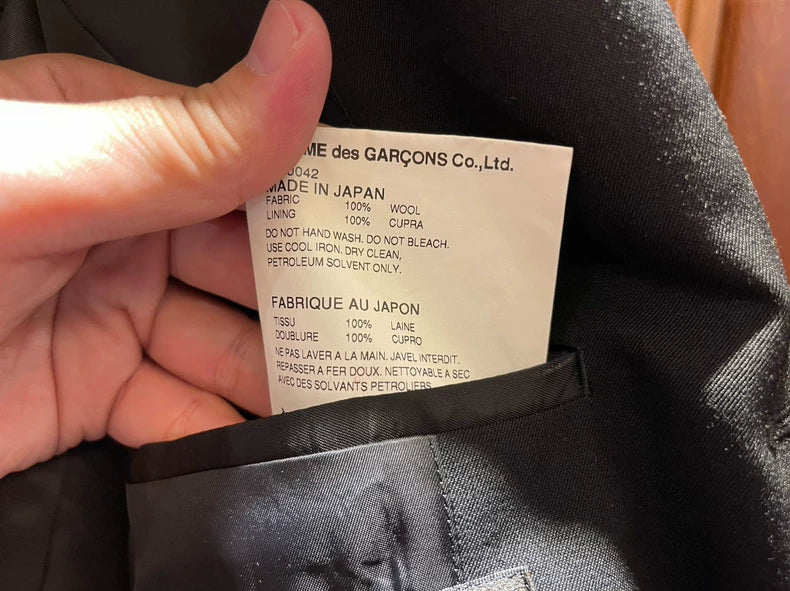 ME des GARÇONS Co.,Ltd.
J042
MADE IN JAPAN
FABRIC 100% WOOL
LINING 100% CUPRA
DO NOT HAND WASH. DO NOT BLEACH.
USE COOL IRON. DRY CLEAN,
PETROLEUM SOLVENT ONLY.
FABRIQUE AU JAPON
TISSU 100% LAINE
DOUBLURE 100% CUPRO
NE PAS LAVER A LA MAIN. JAVEL INTERDIT.
REPASSER A FER DOUX. NETTOYABLE A SEC
AVEC DES SOLVANTS PETROLIERS